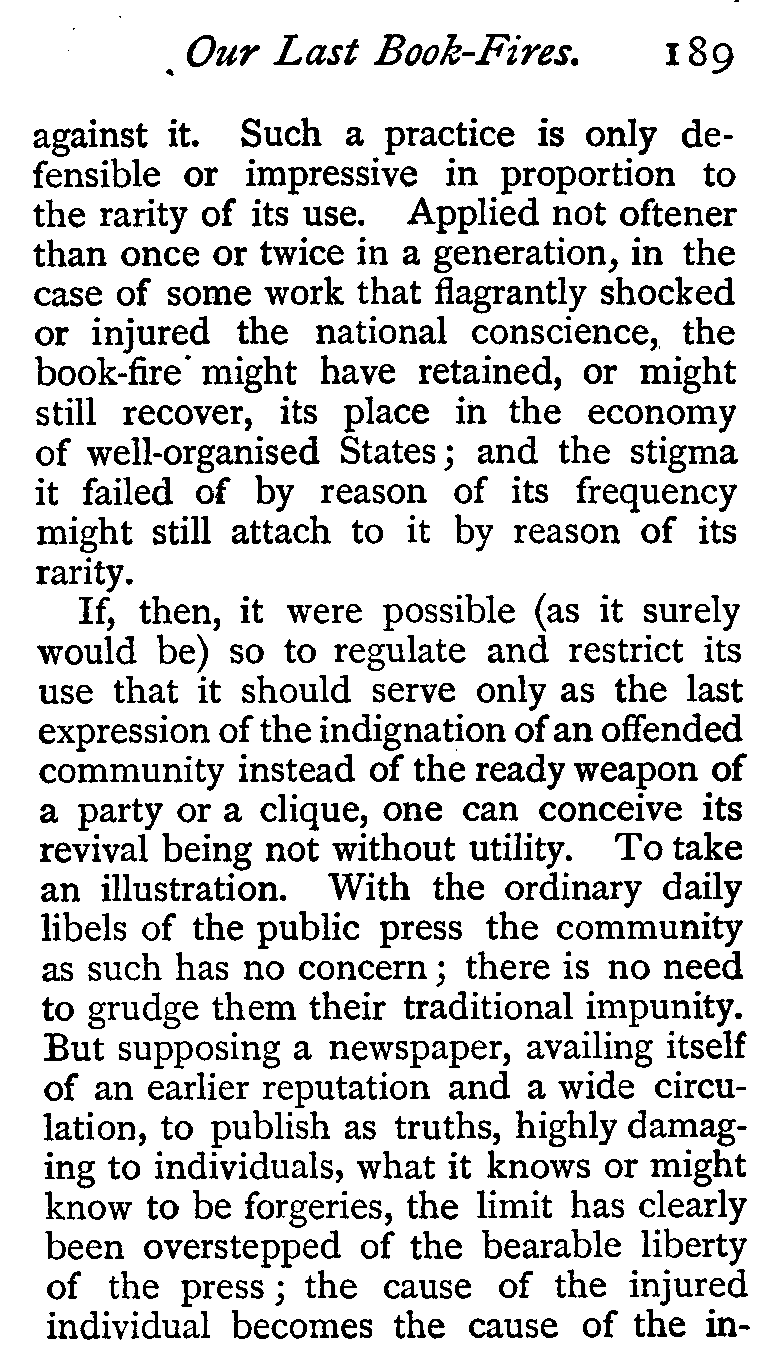 Our Last Book-Fires. 189
against it. Such a practice is only de-
fensible or impressive in proportion to
the rarity of its use. Applied not oftener
than once or twice in a generation, in the
case of some work that flagrantly shocked
or injured the national conscience, the
book-fire might have retained, or might
still recover, its place in the economy
of well-organised States; and the stigma
it failed of by reason of its frequency
might still attach to it by reason of its
rarity.
If, then, it were possible (as it surely
would be) so to regulate and restrict its
use that it should serve only as the last
expression of the indignation of an offended
community instead of the ready weapon of
a party or a clique, one can conceive its
revival being not without utility. To take
an illustration. With the ordinary daily
libels of the public press the community
as such has no concern; there is no need
to grudge them their traditional impunity.
But supposing a newspaper, availing itself
of an earlier reputation and a wide circu-
lation, to publish as truths, highly damag-
ing to individuals, what it knows or might
know to be forgeries, the limit has clearly
been overstepped of the bearable liberty
of the press; the cause of the injured
individual becomes the cause of the in-